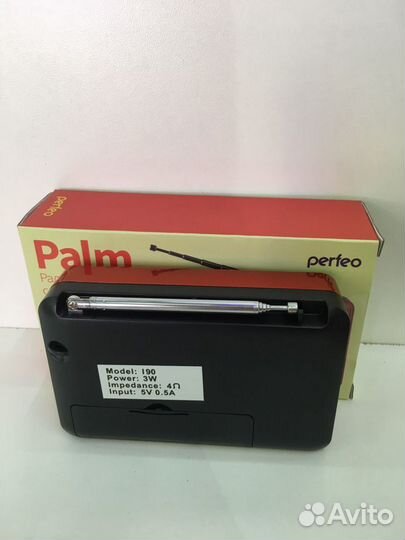 perfeo
Palm
perfeo
Model: I90
Power: 3W
Impedance: 4Ω
Input: 5V 0.5A
Avito